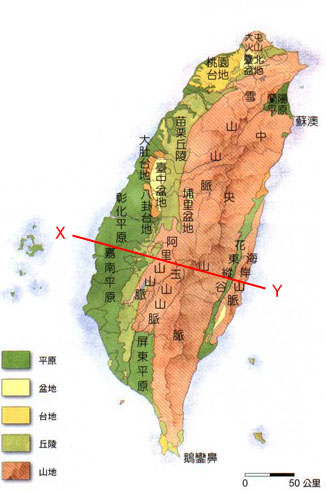 大屯
火山
臺北
盆地
桃園
台地
蘭陽
平原
蘇澳
雪山山脈
中央山脈
苗栗丘陵
大肚台地
臺中盆地
八卦台地
埔里盆地
彰化平原
X
嘉南平原
阿里山山脈
玉山山脈
花東縱谷
海岸山脈
Y
屏東平原
鵝鑾鼻
平原
盆地
台地
丘陵
山地
0 50 公里